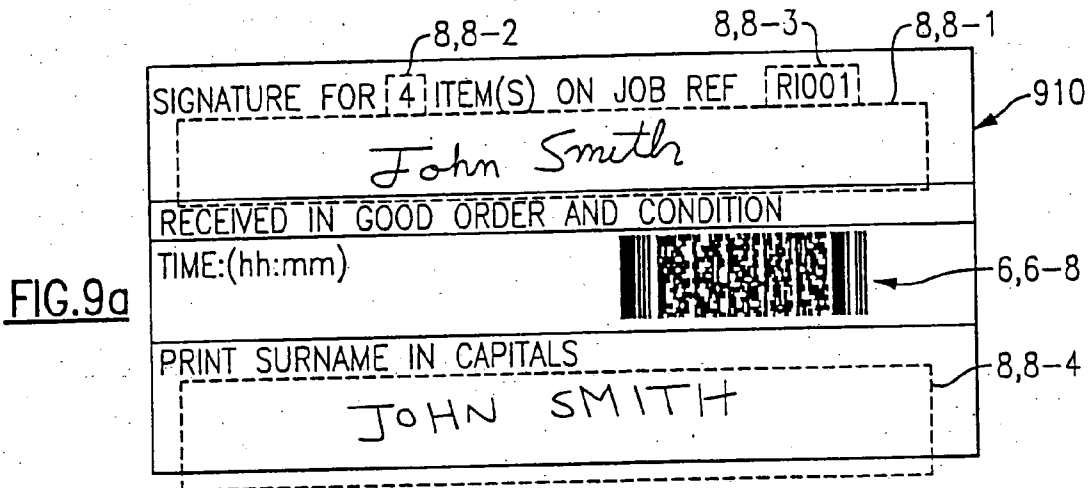 8,8-2
8,8-3
8,8-1
SIGNATURE FOR 4 ITEM(S) ON JOB REF RI001
910
John Smith
RECEIVED IN GOOD ORDER AND CONDITION
TIME:(hh:mm)
6,6-8
FIG.9a
PRINT SURNAME IN CAPITALS
8,8-4
JOHN SMITH